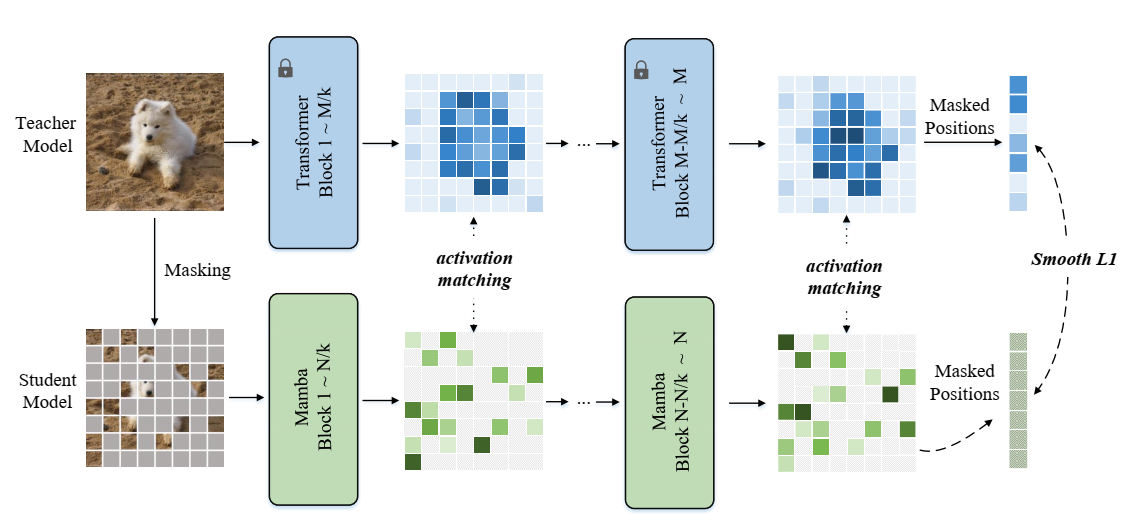 Teacher
Model
Transformer
Block 1 ~ M/k
...
Transformer
Block M-M/k ~ M
Masked
Positions
Masking
activation
matching
activation
matching
Smooth L1
Student
Model
Mamba
Block 1 ~ N/k
...
Mamba
Block N-N/k ~ N
Masked
Positions